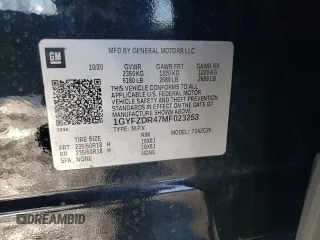 GM
MFD BY GENERAL MOTORS LLC
10/20 GVWR GAWR FRT GAWR RR
2350KG 1220KG 1220KG
5180 LB 2689 LB 2689 LB
THIS VEHICLE CONFORMS TO ALL APPLICABLE
U.S. FEDERAL MOTOR VEHICLE SAFETY,
BUMPER, AND THEFT PREVENTION STANDARDS
IN EFFECT ON THE DATE OF MANUFACTURE
SHOWN ABOVE.
1GYFZDR47MF023253
TYPE: M.P.V. MODEL:
TIRE SIZE RIM
FRT 235/60R18 H 18X8J
RR 235/60R18 H 18X8J
SPA NONE NONE